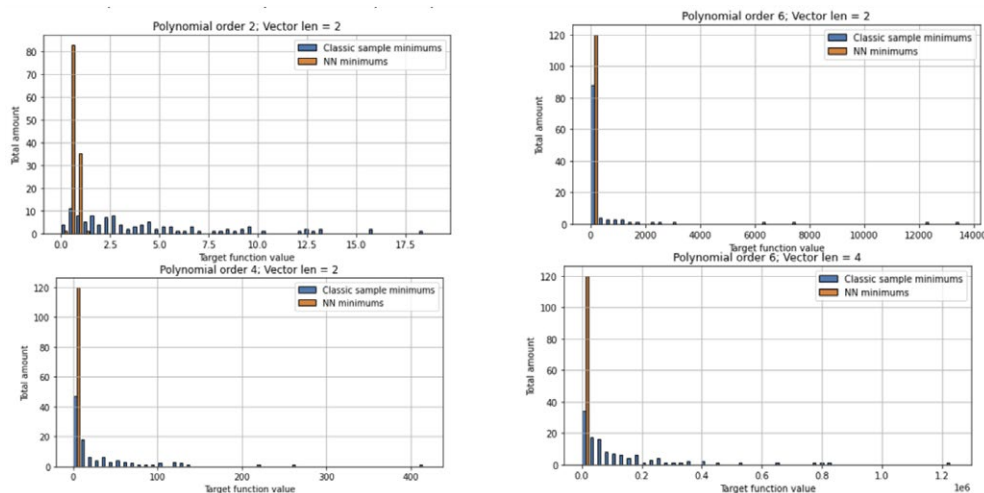 Polynomial order 2; Vector len = 2
Classic sample minimums
NN minimums
Total amount
80
70
60
50
40
30
20
10
0
0.0 2.5 5.0 7.5 10.0 12.5 15.0 17.5
Target function value
Polynomial order 6; Vector len = 2
Classic sample minimums
NN minimums
Total amount
120
100
80
60
40
20
0
0 2000 4000 6000 8000 10000 12000 14000
Target function value
Polynomial order 4; Vector len = 2
Classic sample minimums
NN minimums
Total amount
120
100
80
60
40
20
0
0 100 200 300 400
Target function value
Polynomial order 6; Vector len = 4
Classic sample minimums
NN minimums
Total amount
120
100
80
60
40
20
0
0.0 0.2 0.4 0.6 0.8 1.0 1.2
1e6
Target function value